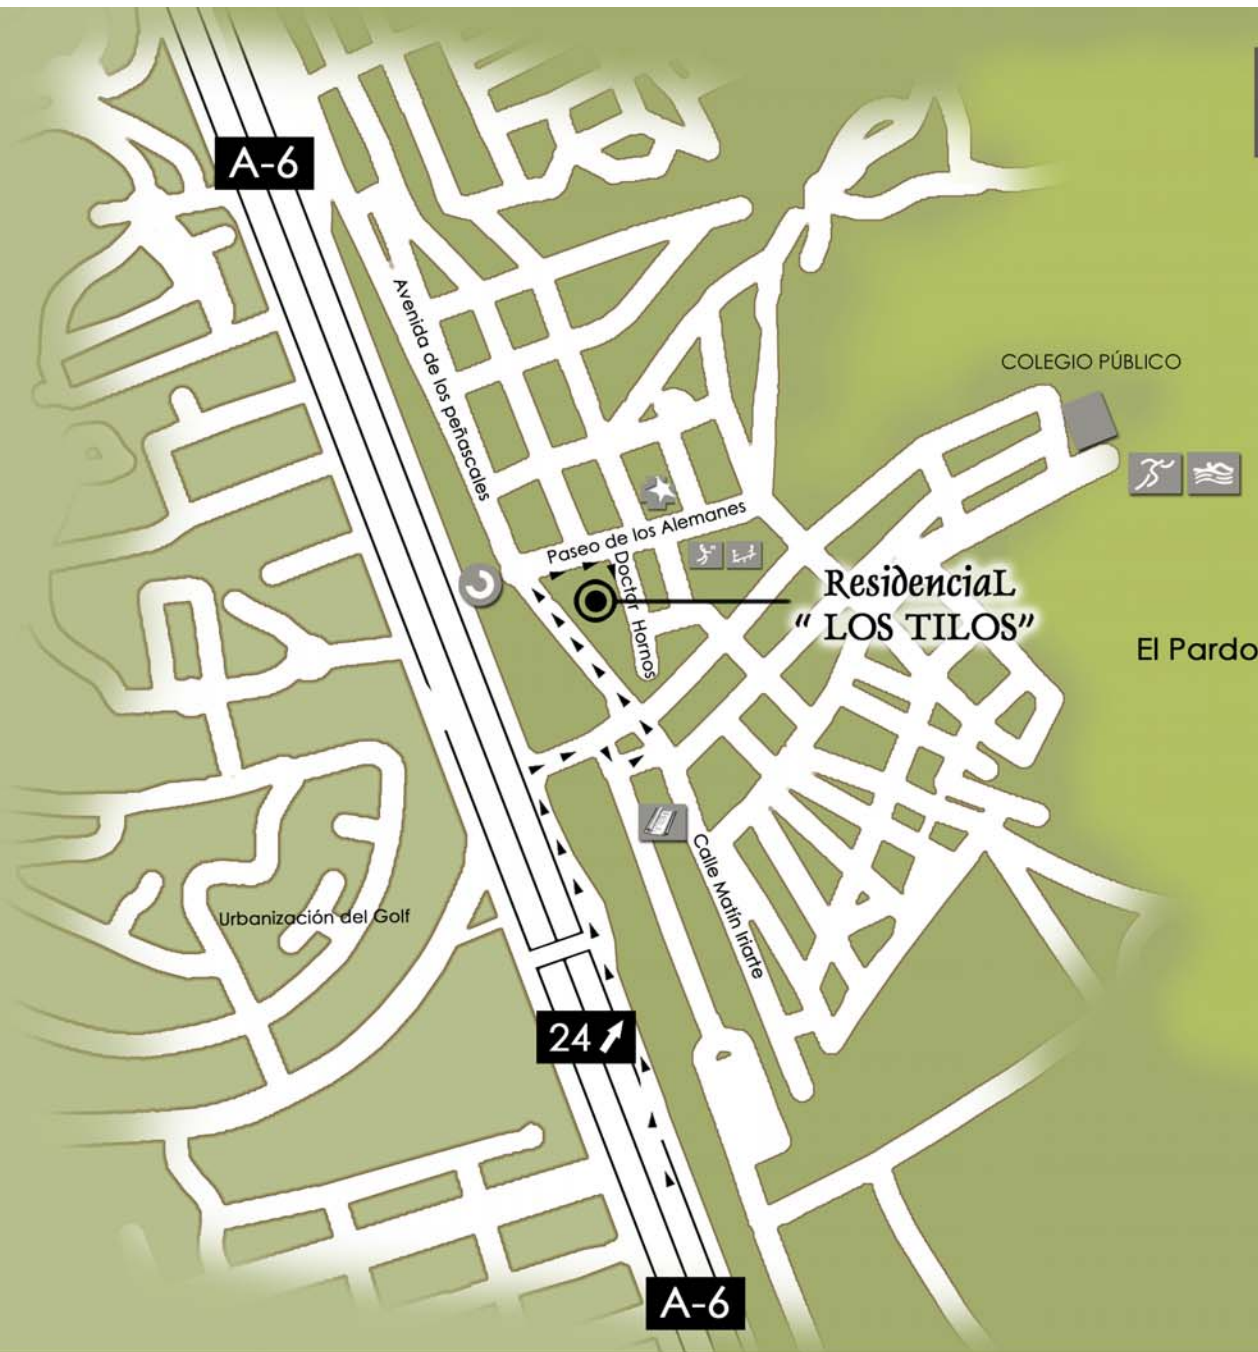 A-6
Avenida de los peñascales
COLEGIO PÚBLICO
Paseo de los Alemanes
Doctor Hornos
ResidenciaL
“ LOS TILOS”
El Pardo
Calle Matín Iriarte
Urbanización del Golf
24
A-6